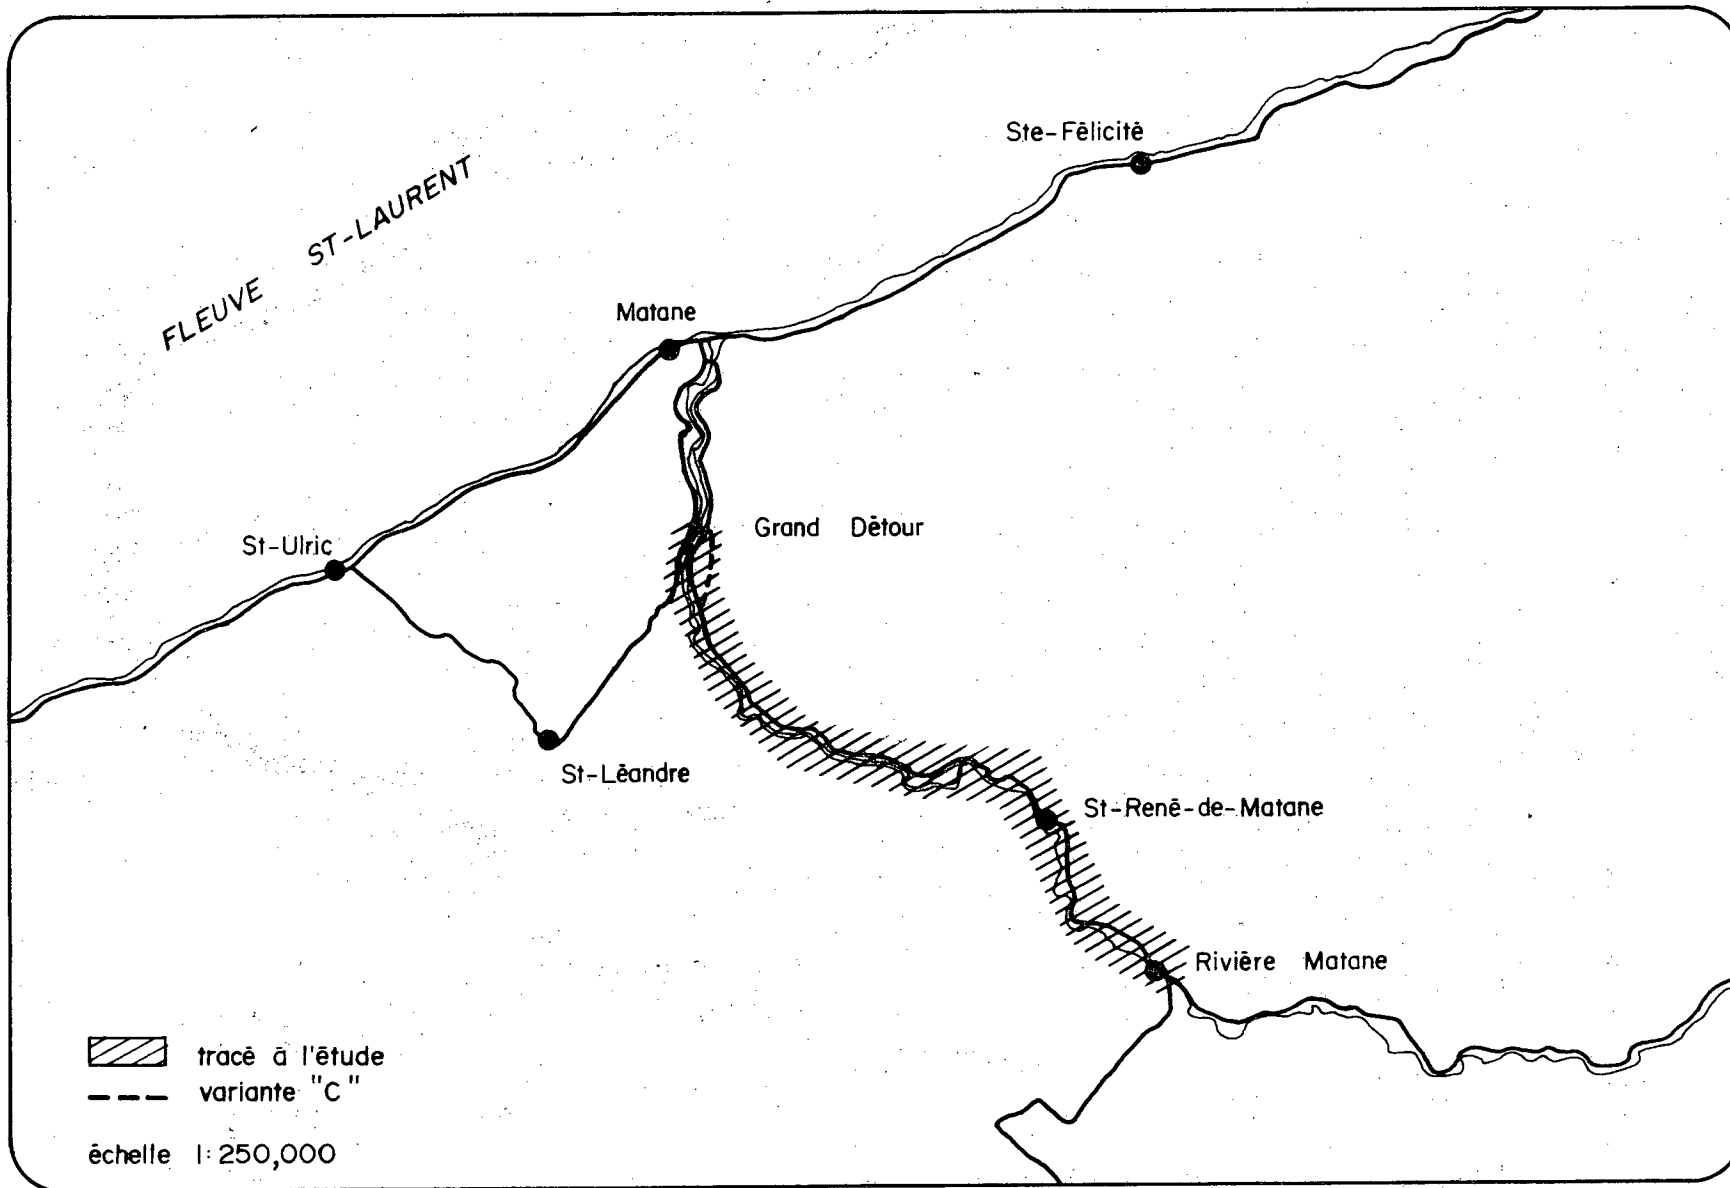 Ste-Félicité
FLEUVE ST-LAURENT
Matane
Grand Détour
St-Ulric
St-Léandre
St-René-de-Matane
Rivière Matane
tracé à l'étude
variante "C"
échelle 1:250,000